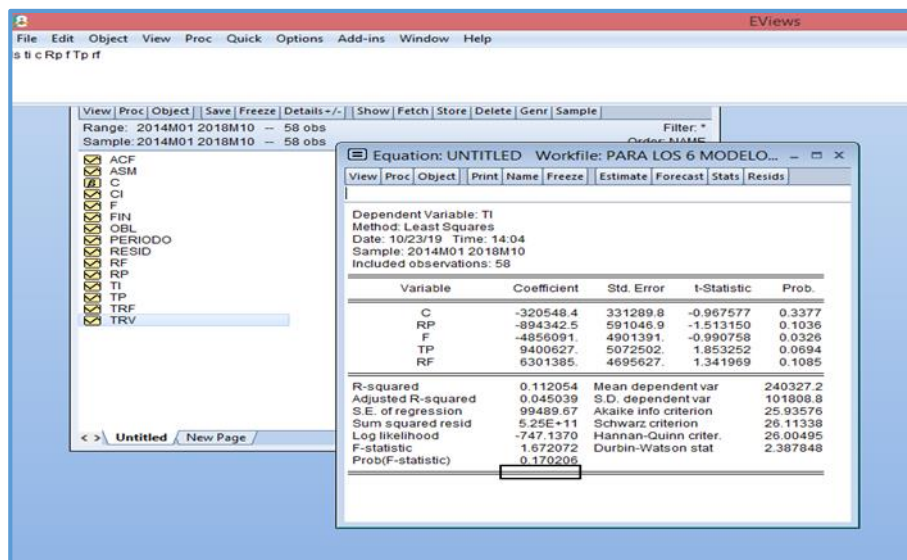 EViews
File Edit Object View Proc Quick Options Add-ins Window Help
s ti c Rp f Tp rf
View Proc Object Save Freeze Details+/- Show Fetch Store Delete Genr Sample
Range: 2014M01 2018M10 -- 58 obs Filter: *
Sample: 2014M01 2018M10 -- 58 obs Order: NAME
ACF
ASM
C
CI
F
FIN
OBL
PERIODO
RESID
RF
RP
TI
TP
TRF
TRV
< > Untitled New Page
Equation: UNTITLED Workfile: PARA LOS 6 MODELO...
View Proc Object Print Name Freeze Estimate Forecast Stats Resids
Dependent Variable: TI
Method: Least Squares
Date: 10/23/19 Time: 14:04
Sample: 2014M01 2018M10
Included observations: 58
Variable Coefficient Std. Error t-Statistic Prob.
C -320548.4 331289.8 -0.967577 0.3377
RP -894342.5 591046.9 -1.513150 0.1036
F -4856091. 4901391. -0.990758 0.0326
TP 9400627. 5072502. 1.853252 0.0694
RF 6301385. 4695627. 1.341969 0.1085
R-squared 0.112054 Mean dependent var 240327.2
Adjusted R-squared 0.045039 S.D. dependent var 101808.8
S.E. of regression 99489.67 Akaike info criterion 25.93576
Sum squared resid 5.25E+11 Schwarz criterion 26.11338
Log likelihood -747.1370 Hannan-Quinn criter. 26.00495
F-statistic 1.672072 Durbin-Watson stat 2.387848
Prob(F-statistic) 0.170206